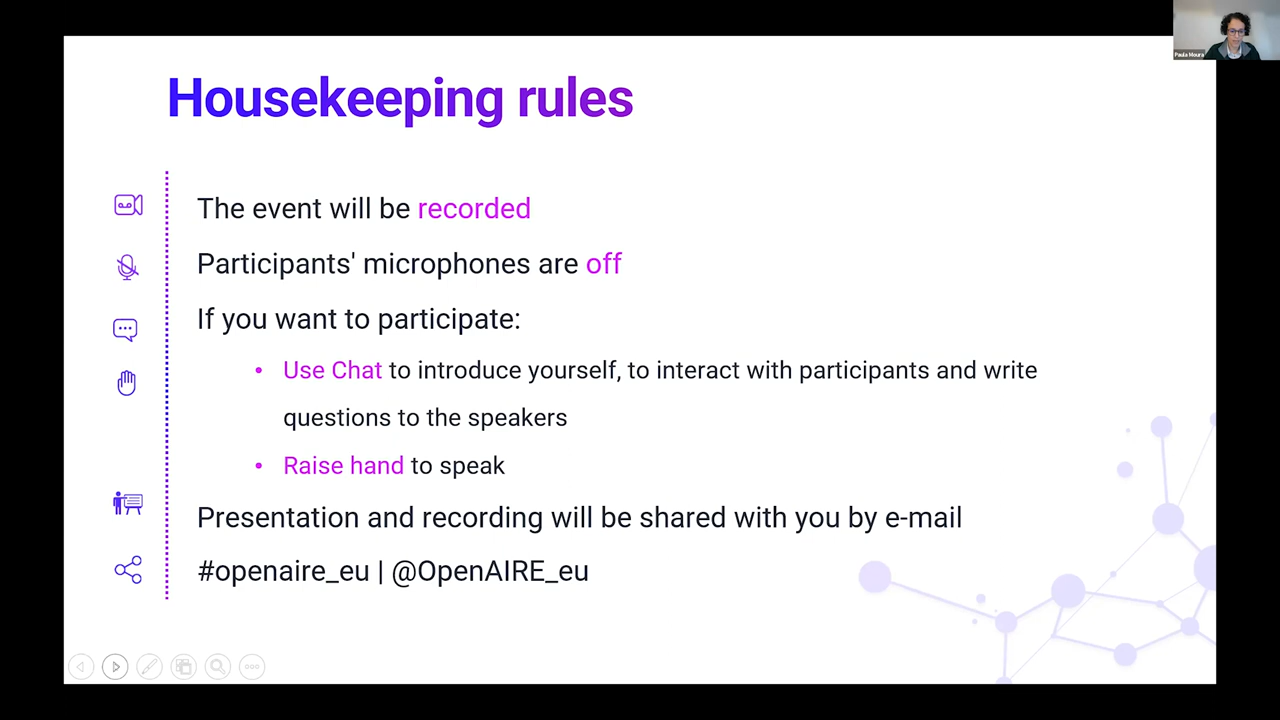 Paula Moura
Housekeeping rules
The event will be recorded
Participants' microphones are off
If you want to participate:
• Use Chat to introduce yourself, to interact with participants and write
questions to the speakers
• Raise hand to speak
Presentation and recording will be shared with you by e-mail
#openaire_eu | @OpenAIRE_eu